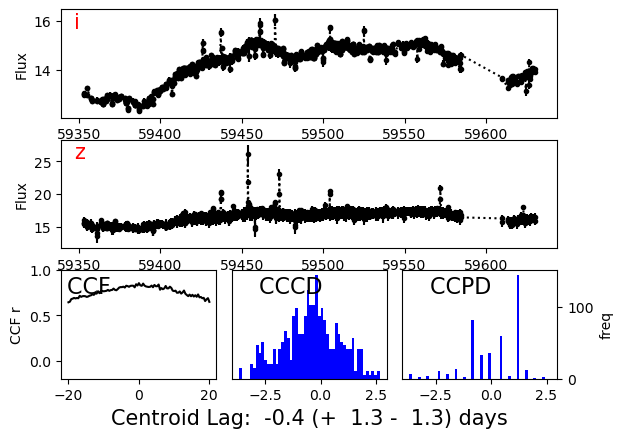 i
Flux
16
14
59350 59400 59450 59500 59550 59600
z
Flux
25
20
15
59350 59400 59450 59500 59550 59600
CCF CCCD CCPD
CCF r
1.0
0.5
0.0
100
0
freq
−20 0 20 −2.5 0.0 2.5 −2.5 0.0 2.5
Centroid Lag: -0.4 (+ 1.3 - 1.3) days